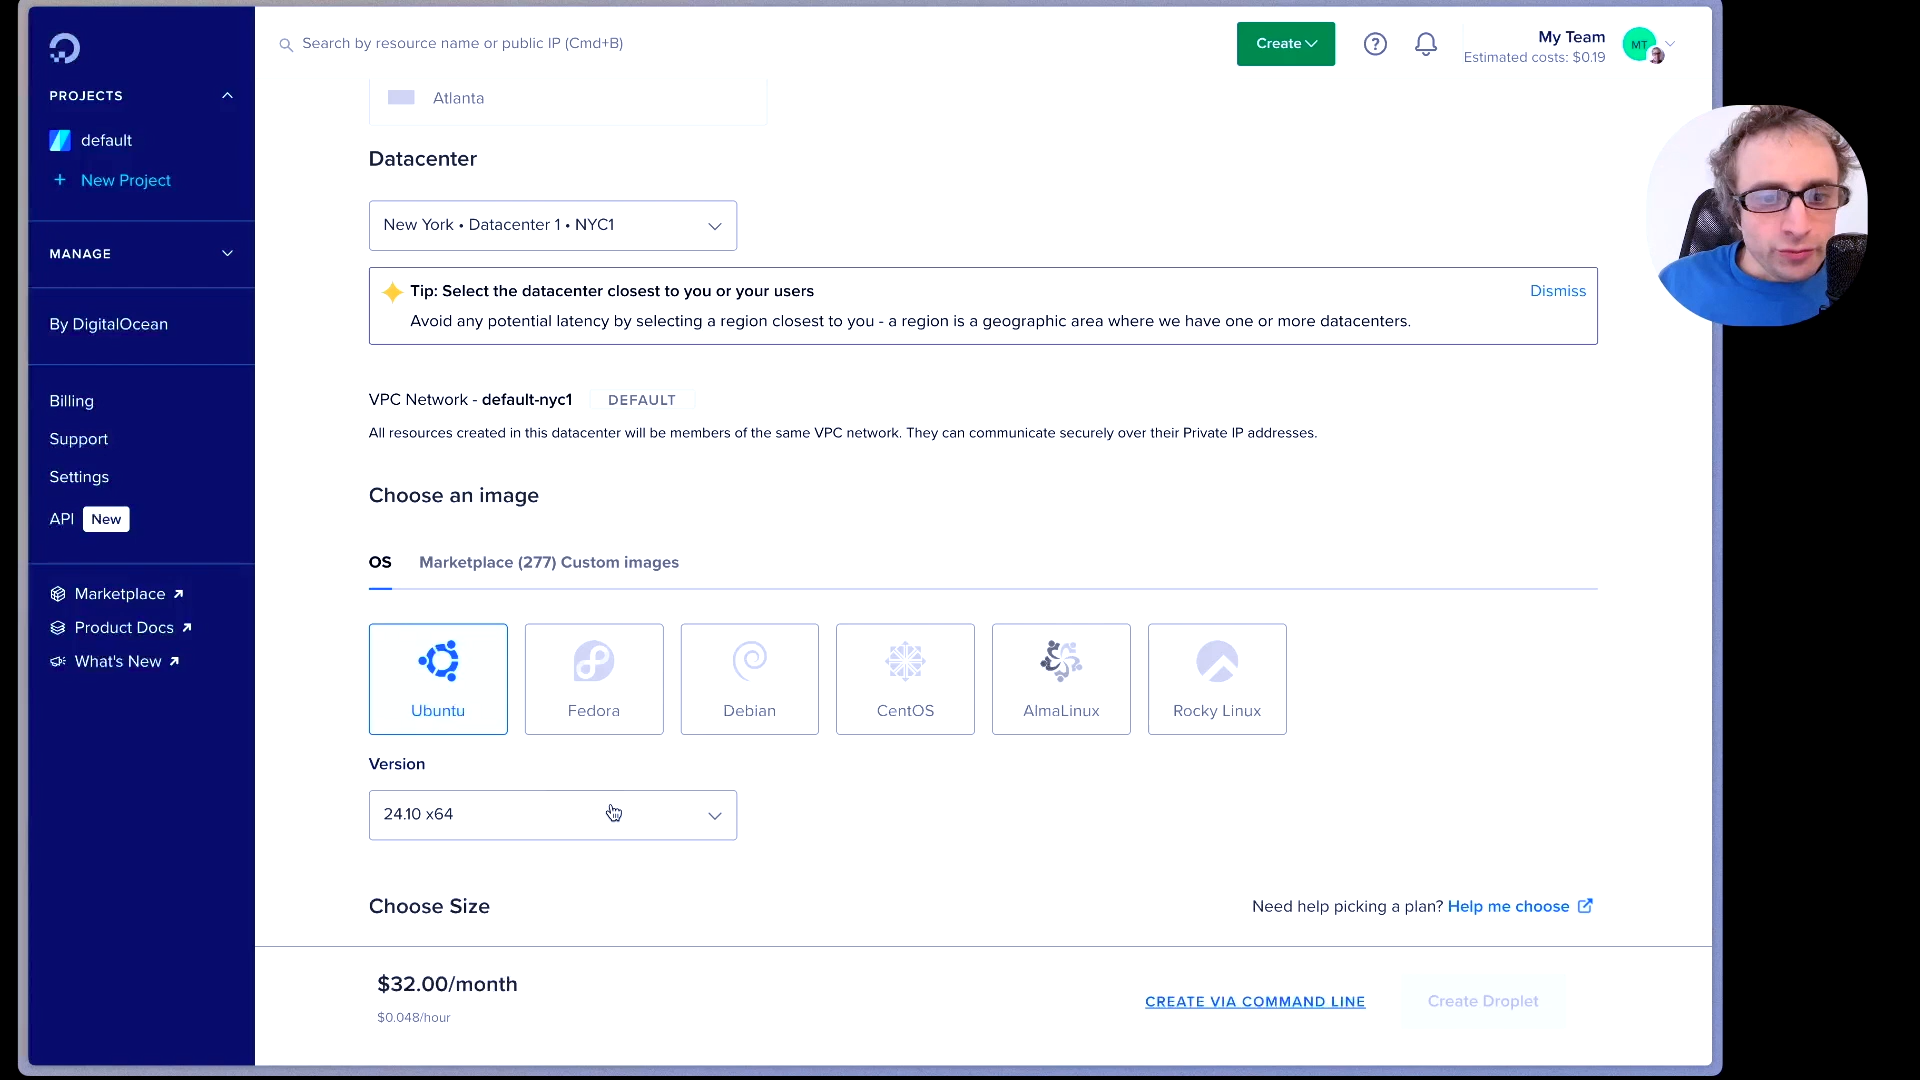 Search by resource name or public IP (Cmd+B)
Create
My Team
Estimated costs: $0.19
MT
PROJECTS
default
+ New Project
MANAGE
By DigitalOcean
Billing
Support
Settings
API New
Marketplace
Product Docs
What's New
Atlanta
Datacenter
New York • Datacenter 1 • NYC1
Tip: Select the datacenter closest to you or your users
Dismiss
Avoid any potential latency by selecting a region closest to you - a region is a geographic area where we have one or more datacenters.
VPC Network - default-nyc1 DEFAULT
All resources created in this datacenter will be members of the same VPC network. They can communicate securely over their Private IP addresses.
Choose an image
OS Marketplace (277) Custom images
Ubuntu
Fedora
Debian
CentOS
AlmaLinux
Rocky Linux
Version
24.10 x64
Choose Size
Need help picking a plan? Help me choose
$32.00/month
$0.048/hour
CREATE VIA COMMAND LINE
Create Droplet